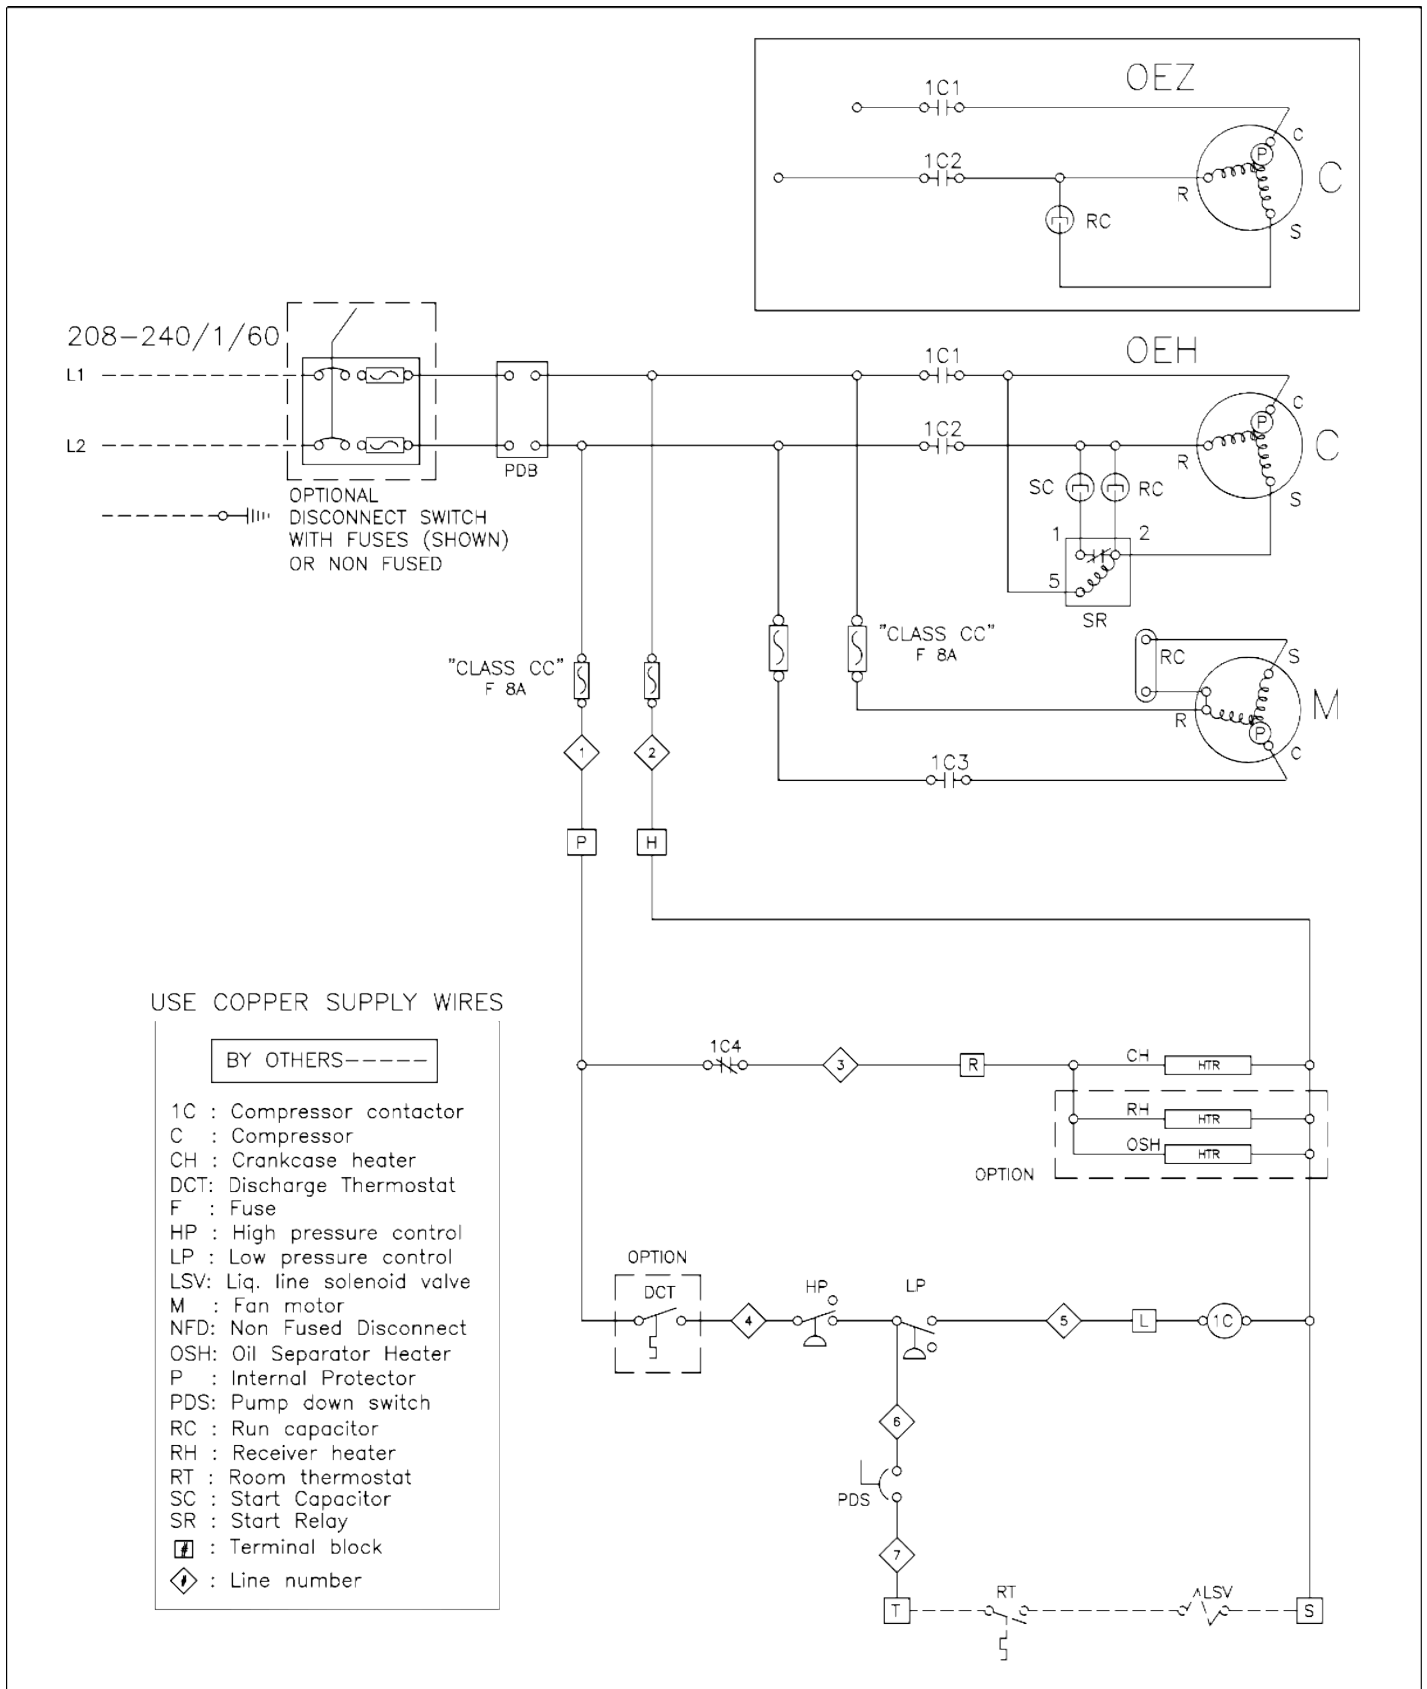 OEZ
1C1
C
P
1C2
C
R
RC
S
208-240/1/60
OEH
1C1
L1
C
P
1C2
L2
C
R
PDB
SC
RC
S
OPTIONAL
DISCONNECT SWITCH
WITH FUSES (SHOWN)
OR NON FUSED
1
2
5
SR
"CLASS CC"
F 8A
"CLASS CC"
F 8A
RC
S
M
R
P
C
1
2
1C3
P
H
USE COPPER SUPPLY WIRES
BY OTHERS-----
1C : Compressor contactor
C : Compressor
CH : Crankcase heater
DCT: Discharge Thermostat
F : Fuse
HP : High pressure control
LP : Low pressure control
LSV: Liq. line solenoid valve
M : Fan motor
NFD: Non Fused Disconnect
OSH: Oil Separator Heater
P : Internal Protector
PDS: Pump down switch
RC : Run capacitor
RH : Receiver heater
RT : Room thermostat
SC : Start Capacitor
SR : Start Relay
# : Terminal block
# : Line number
1C4
3
R
CH
HTR
RH
HTR
OSH
HTR
OPTION
OPTION
DCT
HP
LP
4
5
L
1C
6
PDS
7
T
RT
LSV
S